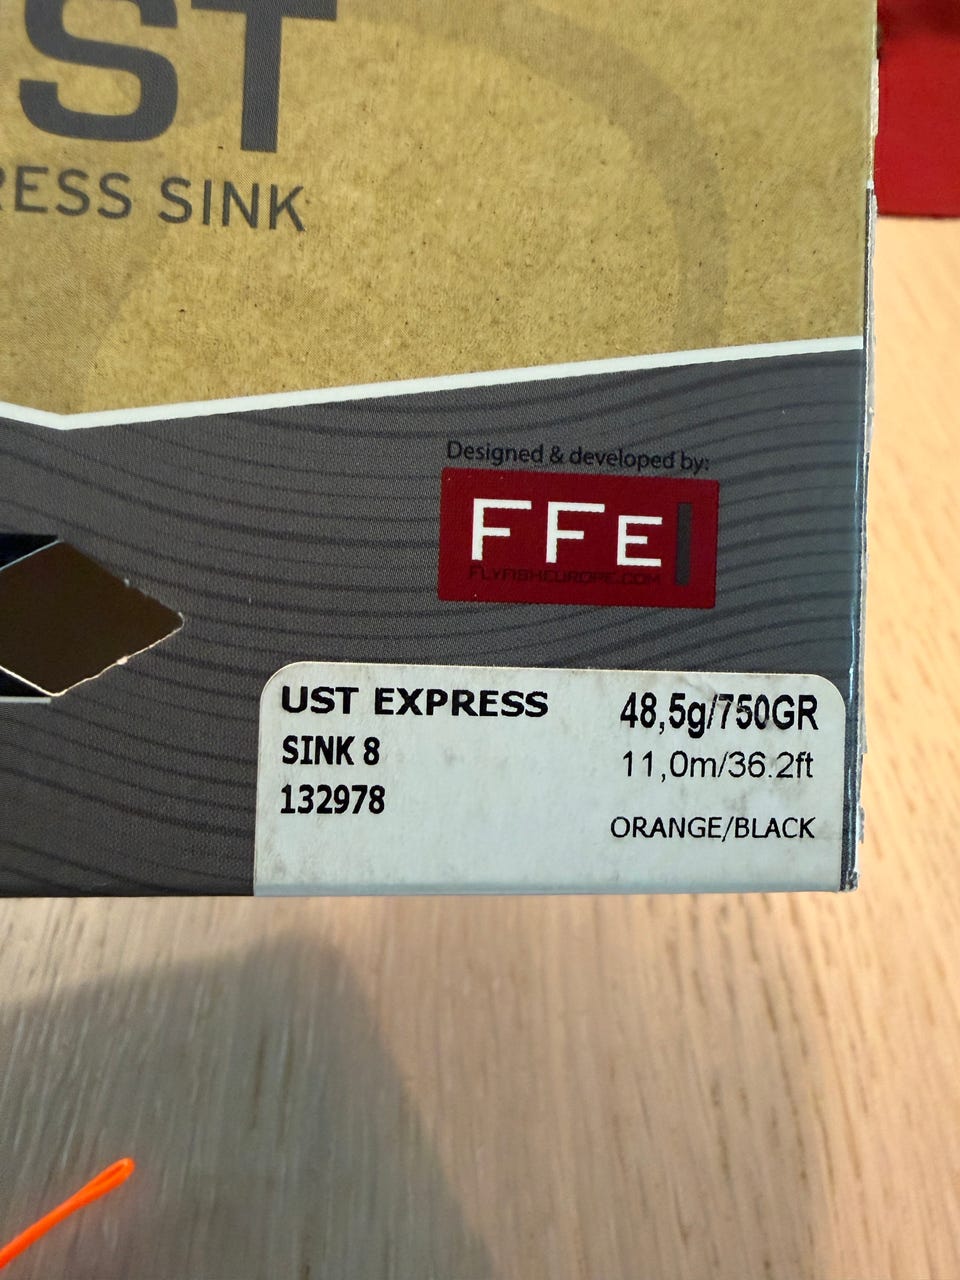 ST
RESS SINK
Designed & developed by:
FFE
FLYFISHEUROPE.COM
UST EXPRESS 48,5g/750GR
SINK 8 11,0m/36.2ft
132978
ORANGE/BLACK